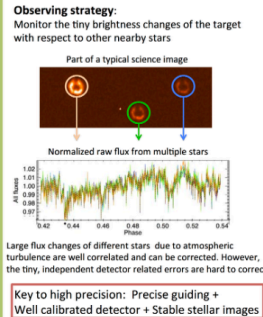 Observing strategy:
Monitor the tiny brightness changes of the target
with respect to other nearby stars
Part of a typical science image
Normalized raw flux from multiple stars
All fluxes
1.02
1.01
1.00
0.99
0.98
0.97
0.42 0.44 0.46 0.48 0.50 0.52 0.54
Phase
Large flux changes of different stars due to atmospheric
turbulence are well correlated and can be corrected. However,
the tiny, independent detector related errors are hard to
Key to high precision: Precise guiding +
Well calibrated detector + Stable stellar images